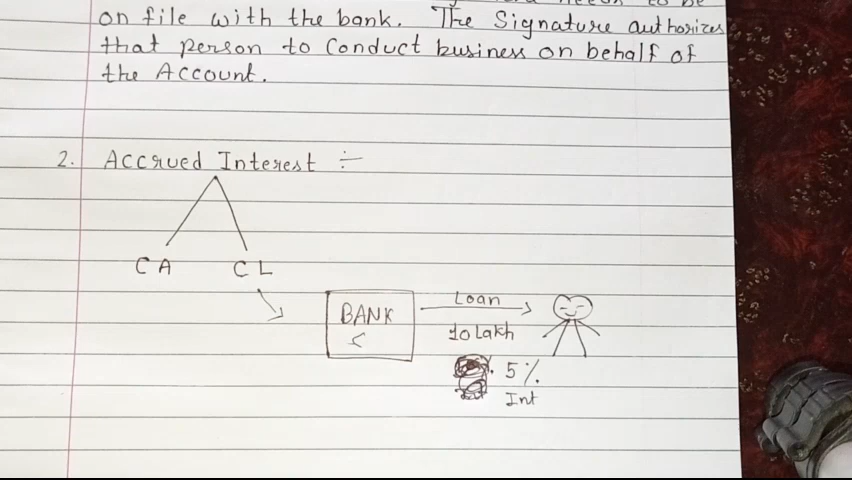 on file with the bank. The Signature authorizes
that person to Conduct business on behalf of
the Account.
2. Accrued Interest ÷
CA CL
BANK
Loan
10 Lakh
5%
Int